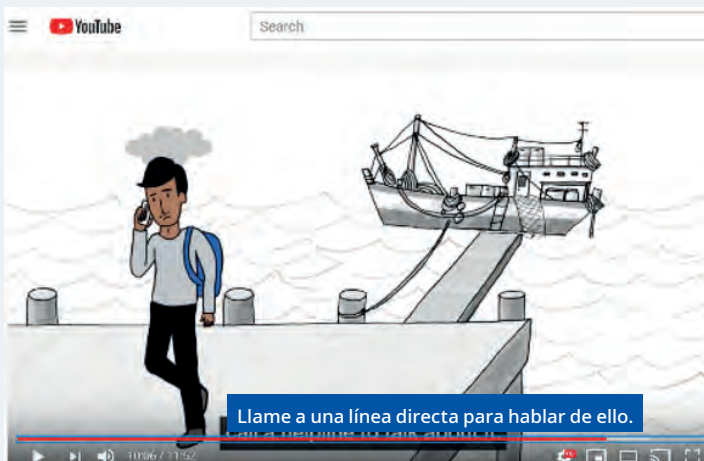 YouTube
Search
Llame a una línea directa para hablar de ello.
10:06 / 11:52